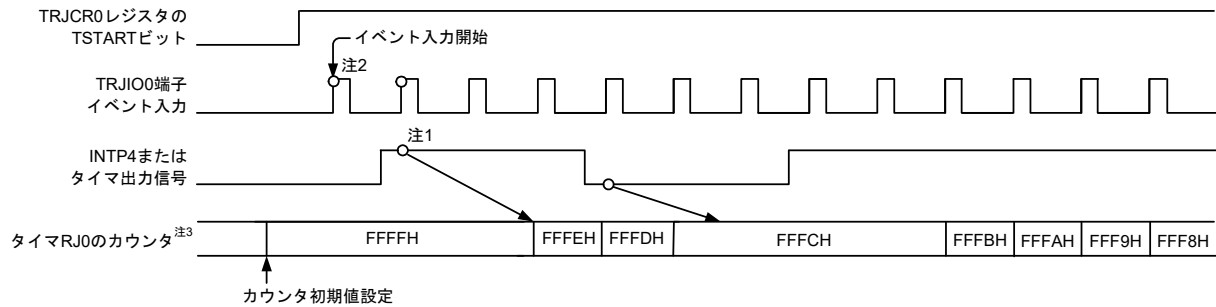 TRJCR0レジスタの
TSTARTビット
イベント入力開始
注2
TRJIO0端子
イベント入力
注1
INTP4または
タイマ出力信号
タイマRJ0のカウンタ注3
FFFFH
FFFEH
FFFDH
FFFCH
FFFBH
FFFAH
FFF9H
FFF8H
カウンタ初期値設定